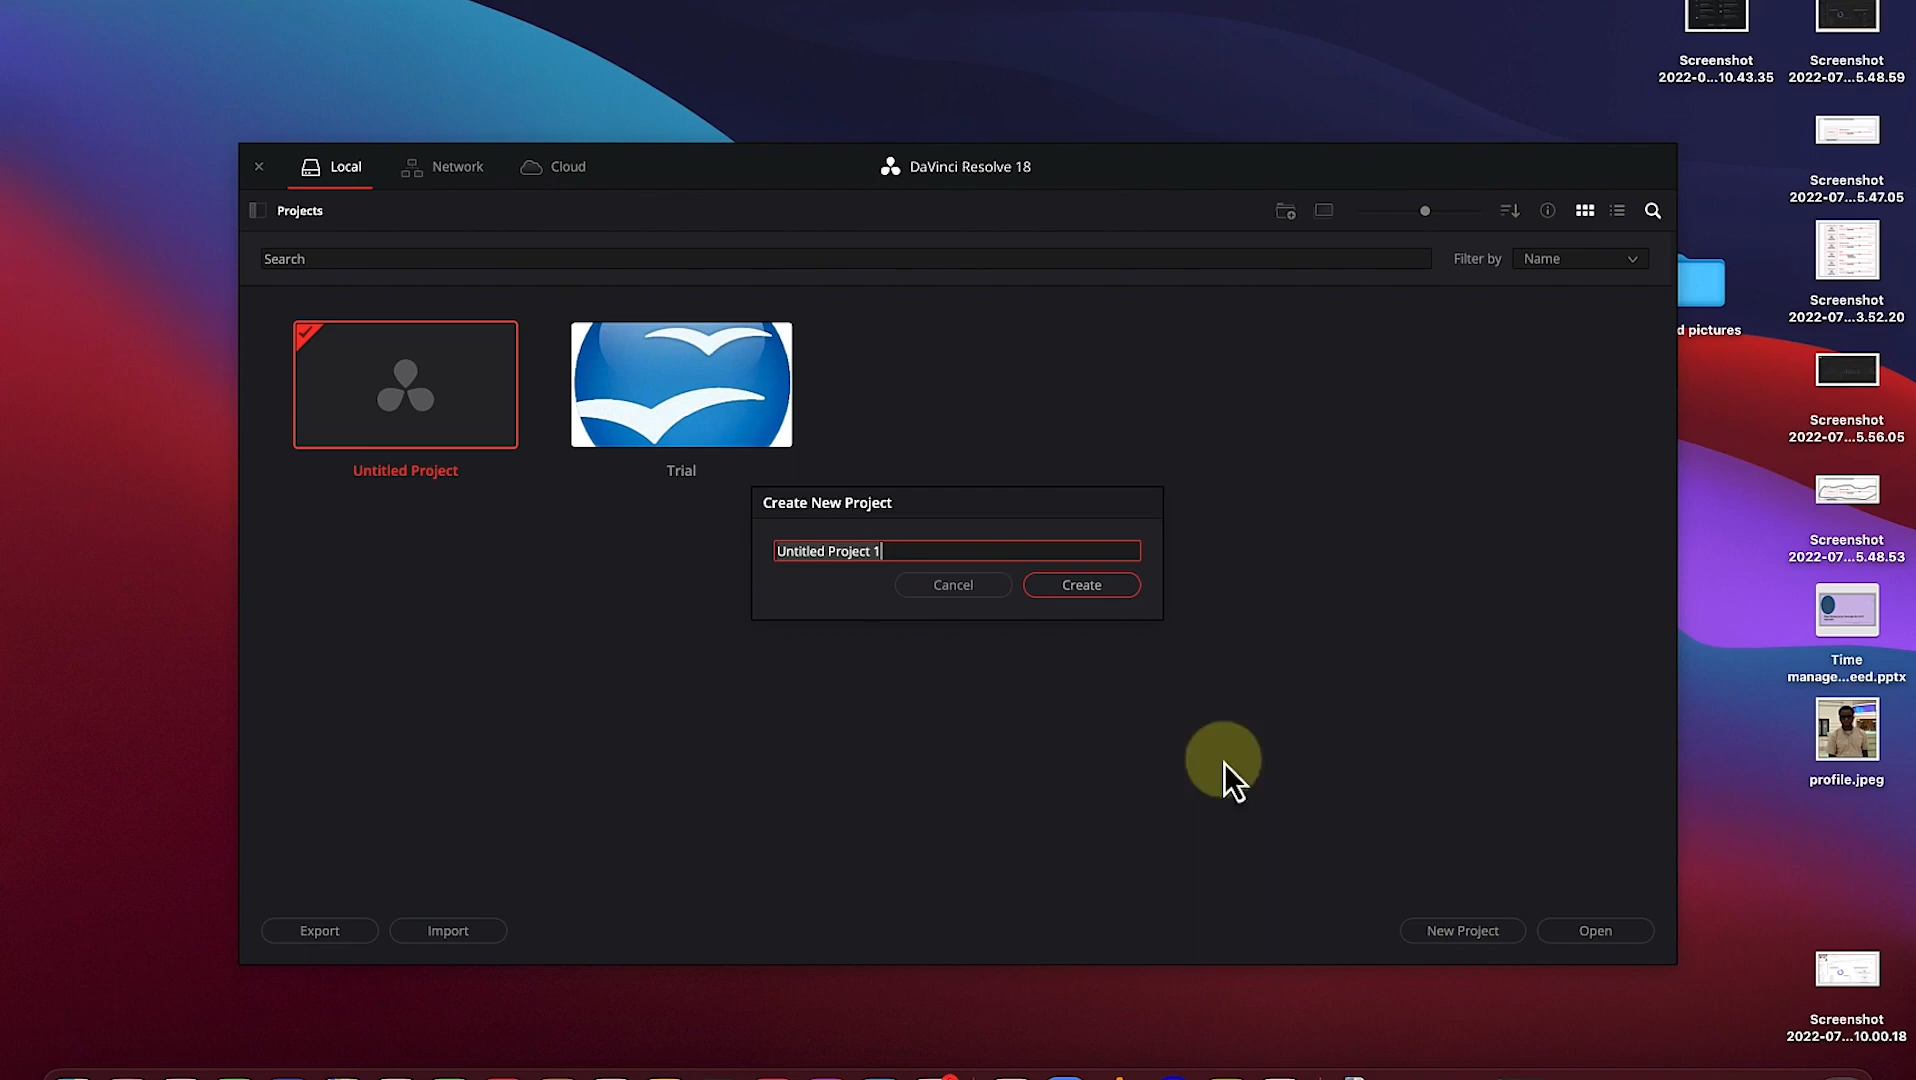 Screenshot
2022-0...10.43.35
Screenshot
2022-07...5.48.59
Local
Network
Cloud
DaVinci Resolve 18
Projects
Search
Filter by
Name
Untitled Project
Trial
Create New Project
Untitled Project 1
Cancel
Create
Export
Import
New Project
Open
Screenshot
2022-07...5.47.05
Screenshot
2022-07...3.52.20
d pictures
Screenshot
2022-07...5.56.05
Screenshot
2022-07...5.48.53
Time
manage...eed.pptx
profile.jpeg
Screenshot
2022-07...10.00.18